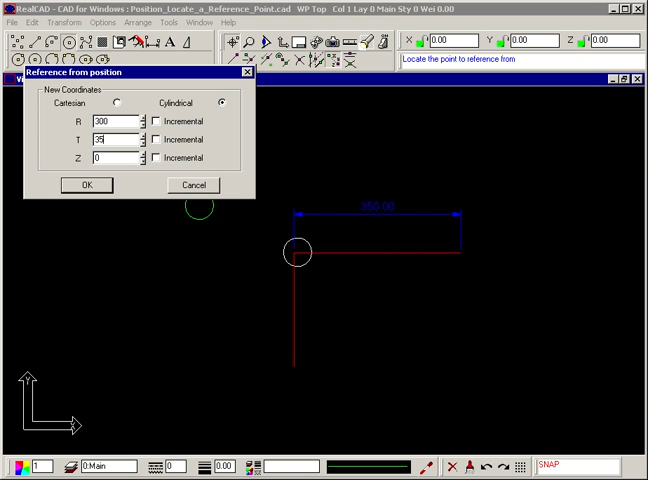 RealCAD - CAD for Windows : Position_Locate_a_Reference_Point.cad WP Top Col 1 Lay 0 Main Sty 0 Wei 0.00
File Transform Options Arrange Tools Window Help
X 0.00 Y 0.00 Z 0.00
Locate the point to reference from
Reference from position
New Coordinates
Cartesian Cylindrical
R 300 Incremental
T 35 Incremental
Z 0 Incremental
OK Cancel
350.00
Y
X
1 0:Main 0 0.00 SNAP